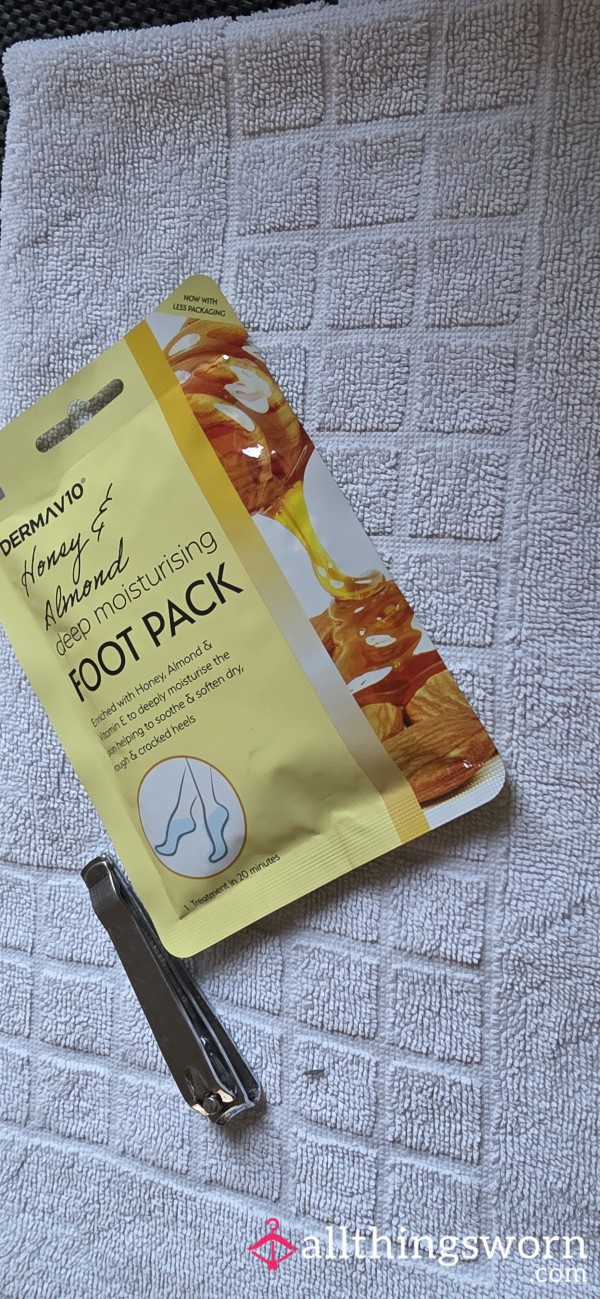 NOW WITH
LESS PACKAGING
DERMAV10®
Honey &
Almond
deep moisturising
FOOT PACK
Enriched with Honey, Almond &
Vitamin E to deeply moisturise the
skin helping to soothe & soften dry,
rough & cracked heels
1 Treatment in 20 minutes
allthingsworn
.com